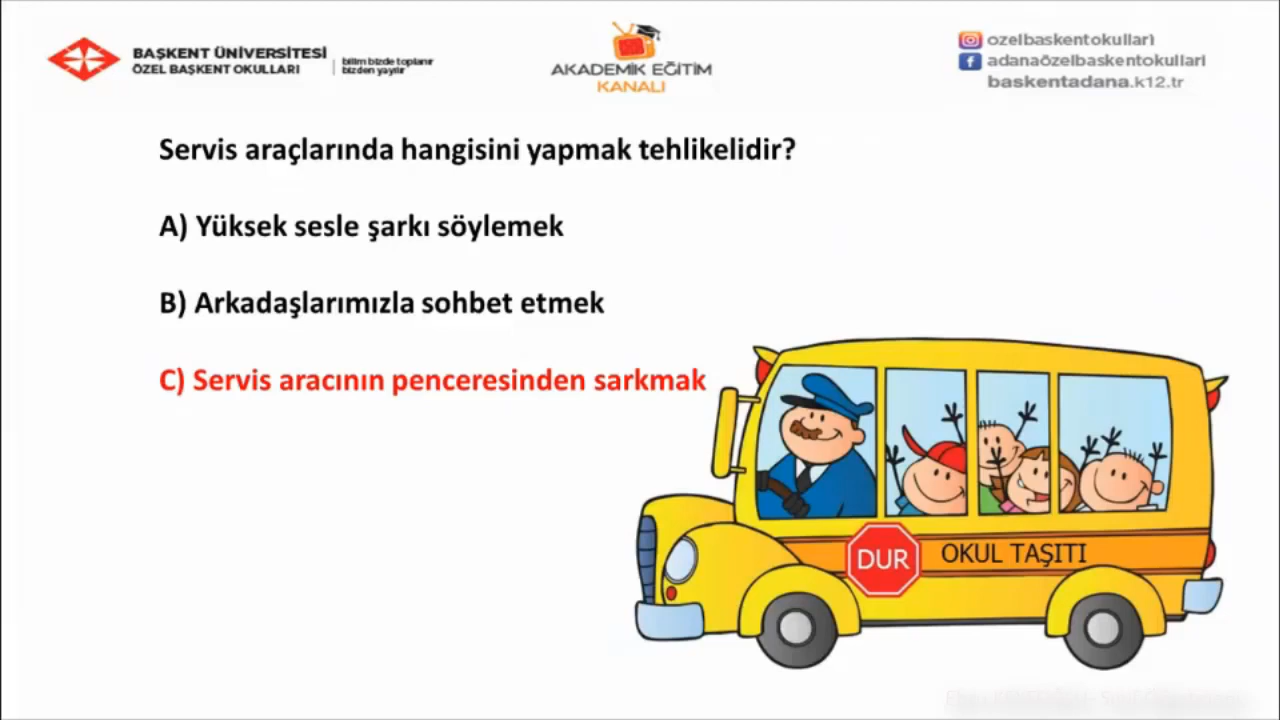 BAŞKENT ÜNİVERSİTESİ
ÖZEL BAŞKENT OKULLARI
bilim bizde toplanır
bizden yayılır
AKADEMİK EĞİTİM
KANALI
ozelbaskentokullari
adanaözelbaskentokullari
baskentadana.k12.tr
Servis araçlarında hangisini yapmak tehlikelidir?
A) Yüksek sesle şarkı söylemek
B) Arkadaşlarımızla sohbet etmek
C) Servis aracının penceresinden sarkmak
DUR
OKUL TAŞITI